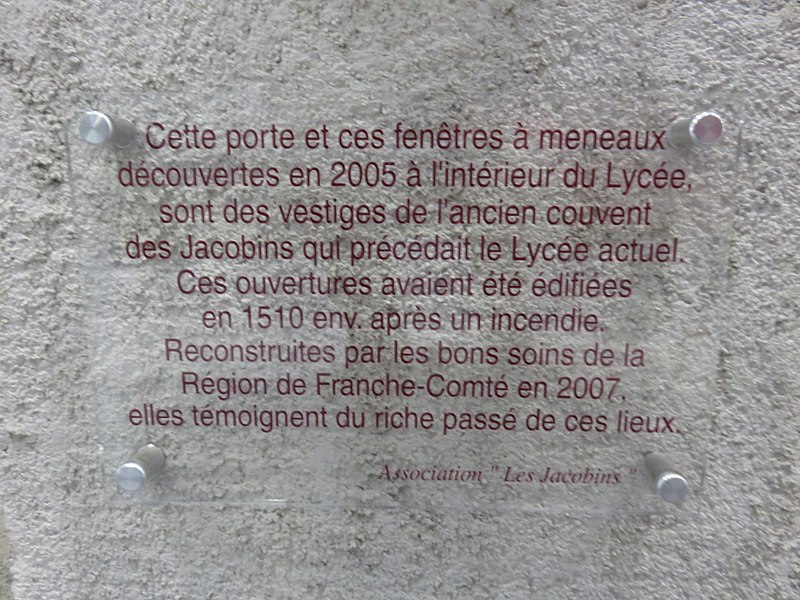 Cette porte et ces fenêtres à meneaux
découvertes en 2005 à l'intérieur du Lycée,
sont des vestiges de l'ancien couvent
des Jacobins qui précédait le Lycée actuel.
Ces ouvertures avaient été édifiées
en 1510 env. après un incendie.
Reconstruites par les bons soins de la
Région de Franche-Comté en 2007,
elles témoignent du riche passé de ces lieux.
Association " Les Jacobins "